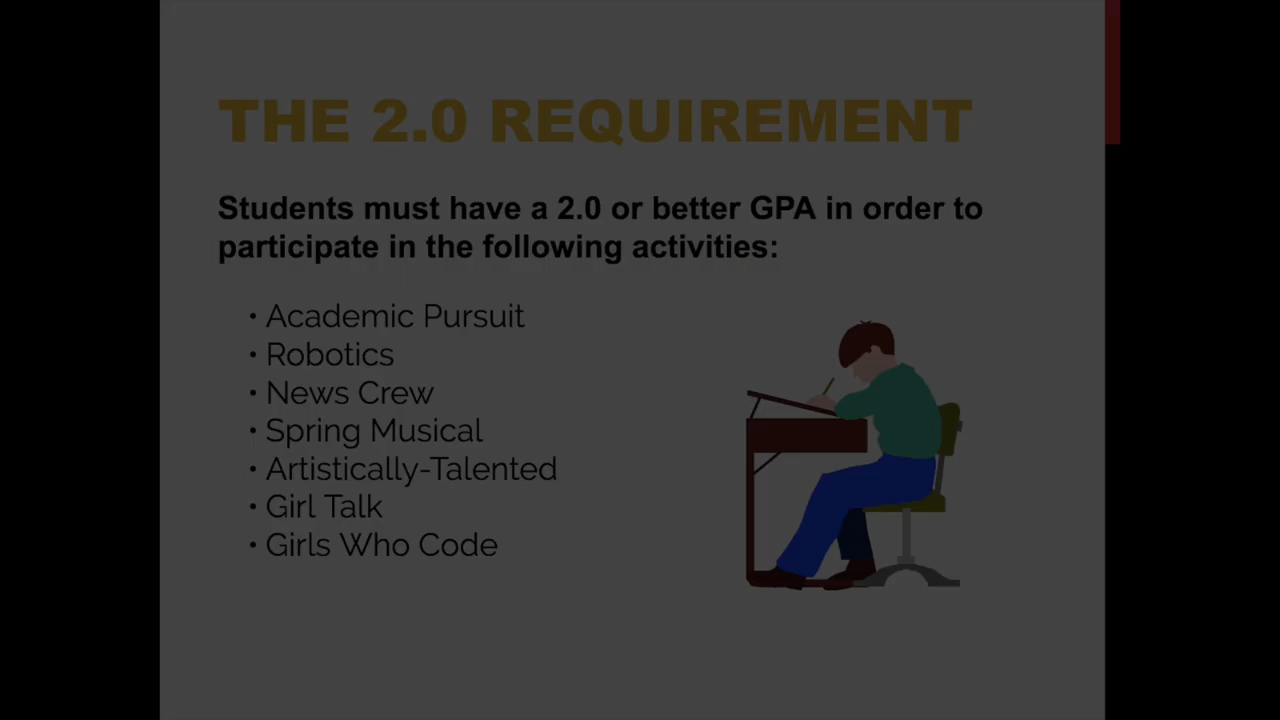 THE 2.0 REQUIREMENT
Students must have a 2.0 or better GPA in order to
participate in the following activities:
• Academic Pursuit
• Robotics
• News Crew
• Spring Musical
• Artistically-Talented
• Girl Talk
• Girls Who Code